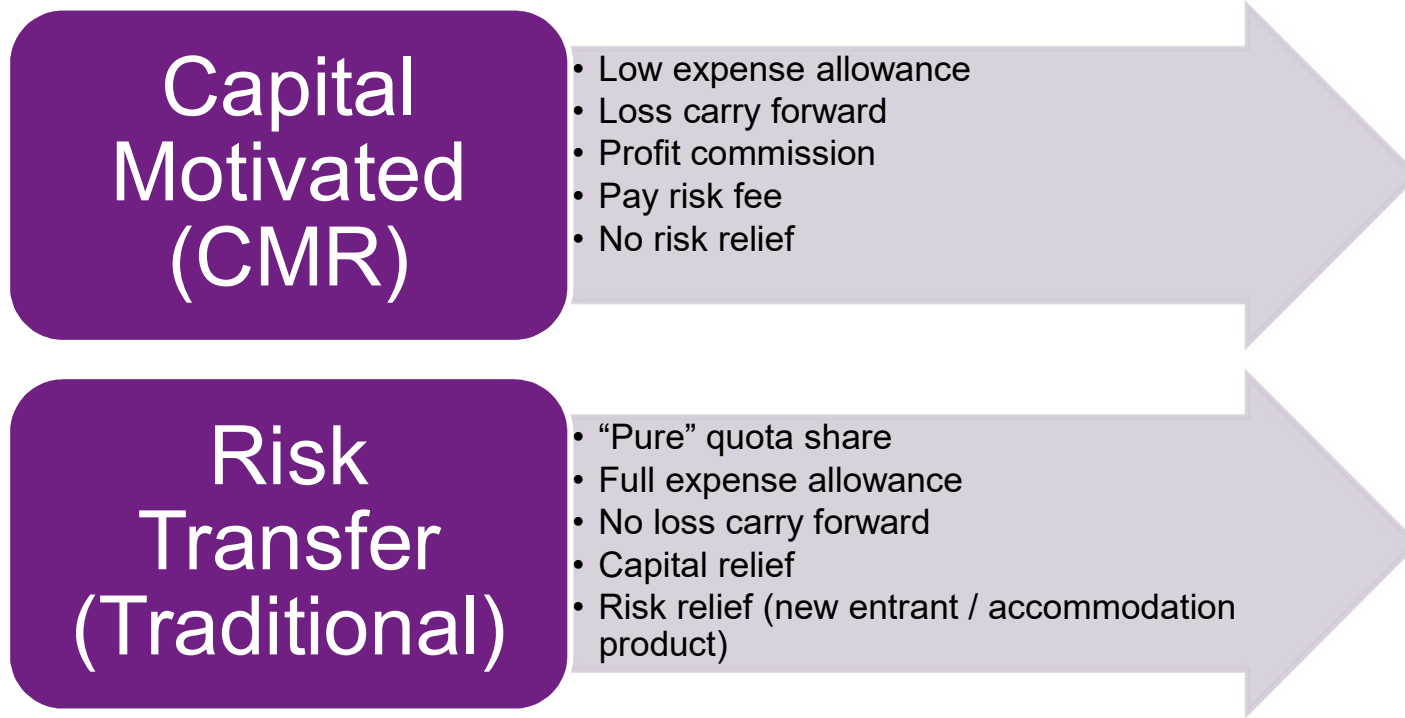 Capital
Motivated
(CMR)
• Low expense allowance
• Loss carry forward
• Profit commission
• Pay risk fee
• No risk relief
Risk
Transfer
(Traditional)
• “Pure” quota share
• Full expense allowance
• No loss carry forward
• Capital relief
• Risk relief (new entrant / accommodation
product)